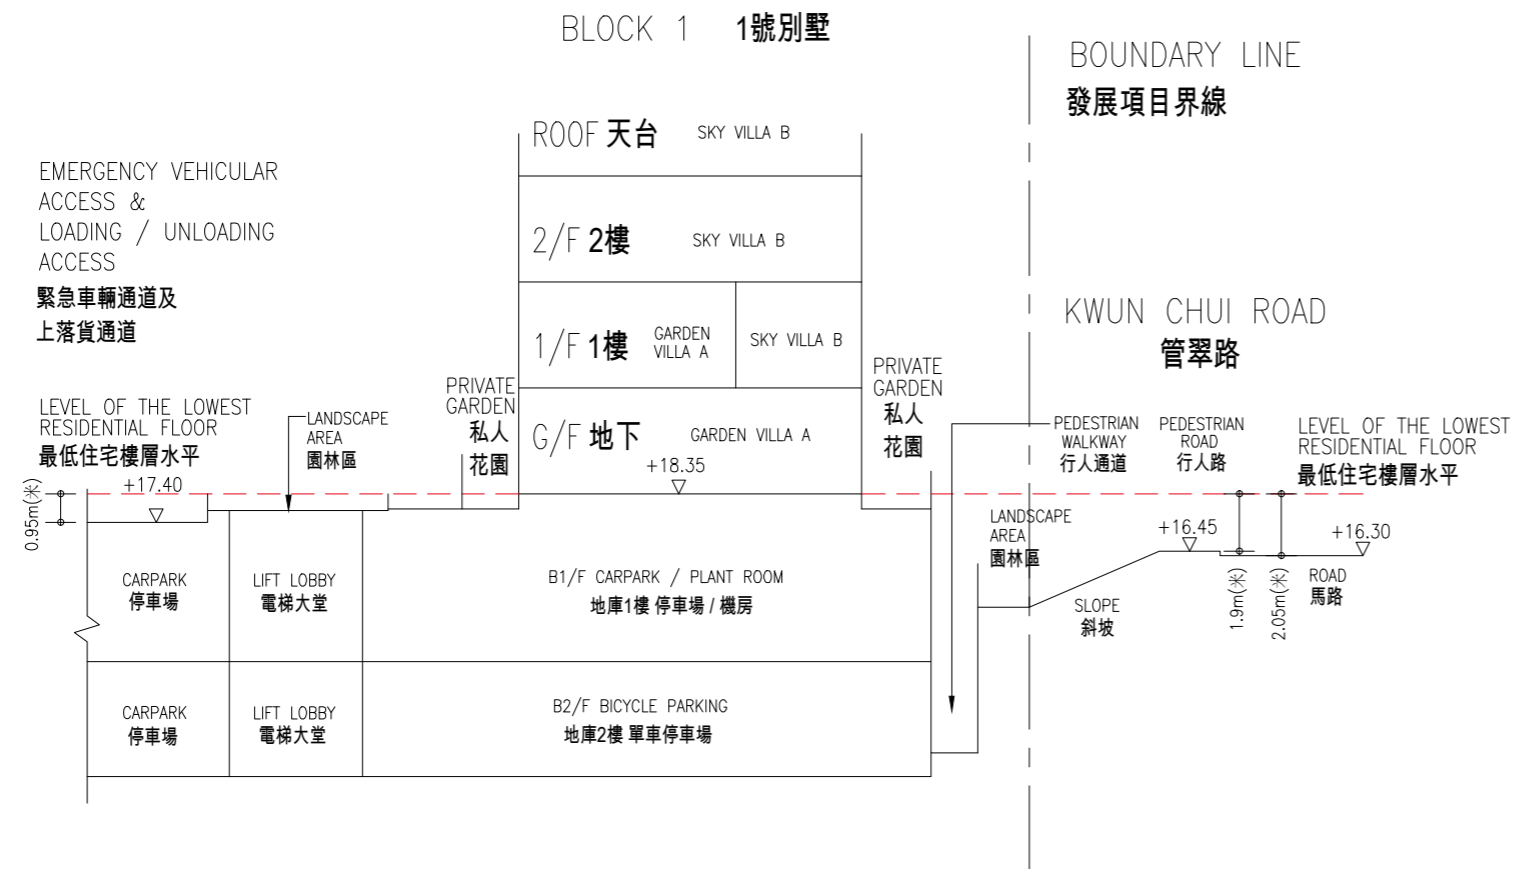 BLOCK 1 1號別墅
BOUNDARY LINE
發展項目界線
ROOF 天台 SKY VILLA B
EMERGENCY VEHICULAR
ACCESS &
LOADING / UNLOADING
ACCESS
緊急車輛通道及
上落貨通道
2/F 2樓 SKY VILLA B
1/F 1樓
GARDEN
VILLA A
SKY VILLA B
KWUN CHUI ROAD
管翠路
G/F 地下 GARDEN VILLA A
+18.35
LEVEL OF THE LOWEST
RESIDENTIAL FLOOR
最低住宅樓層水平
+17.40
0.95m(米)
LANDSCAPE
AREA
園林區
PRIVATE
GARDEN
私人
花園
PRIVATE
GARDEN
私人
花園
PEDESTRIAN
WALKWAY
行人通道
PEDESTRIAN
ROAD
行人路
LEVEL OF THE LOWEST
RESIDENTIAL FLOOR
最低住宅樓層水平
LANDSCAPE
AREA
園林區
+16.45
+16.30
1.9m(米)
2.05m(米)
ROAD
馬路
SLOPE
斜坡
CARPARK
停車場
LIFT LOBBY
電梯大堂
B1/F CARPARK / PLANT ROOM
地庫1樓 停車場 / 機房
CARPARK
停車場
LIFT LOBBY
電梯大堂
B2/F BICYCLE PARKING
地庫2樓 單車停車場